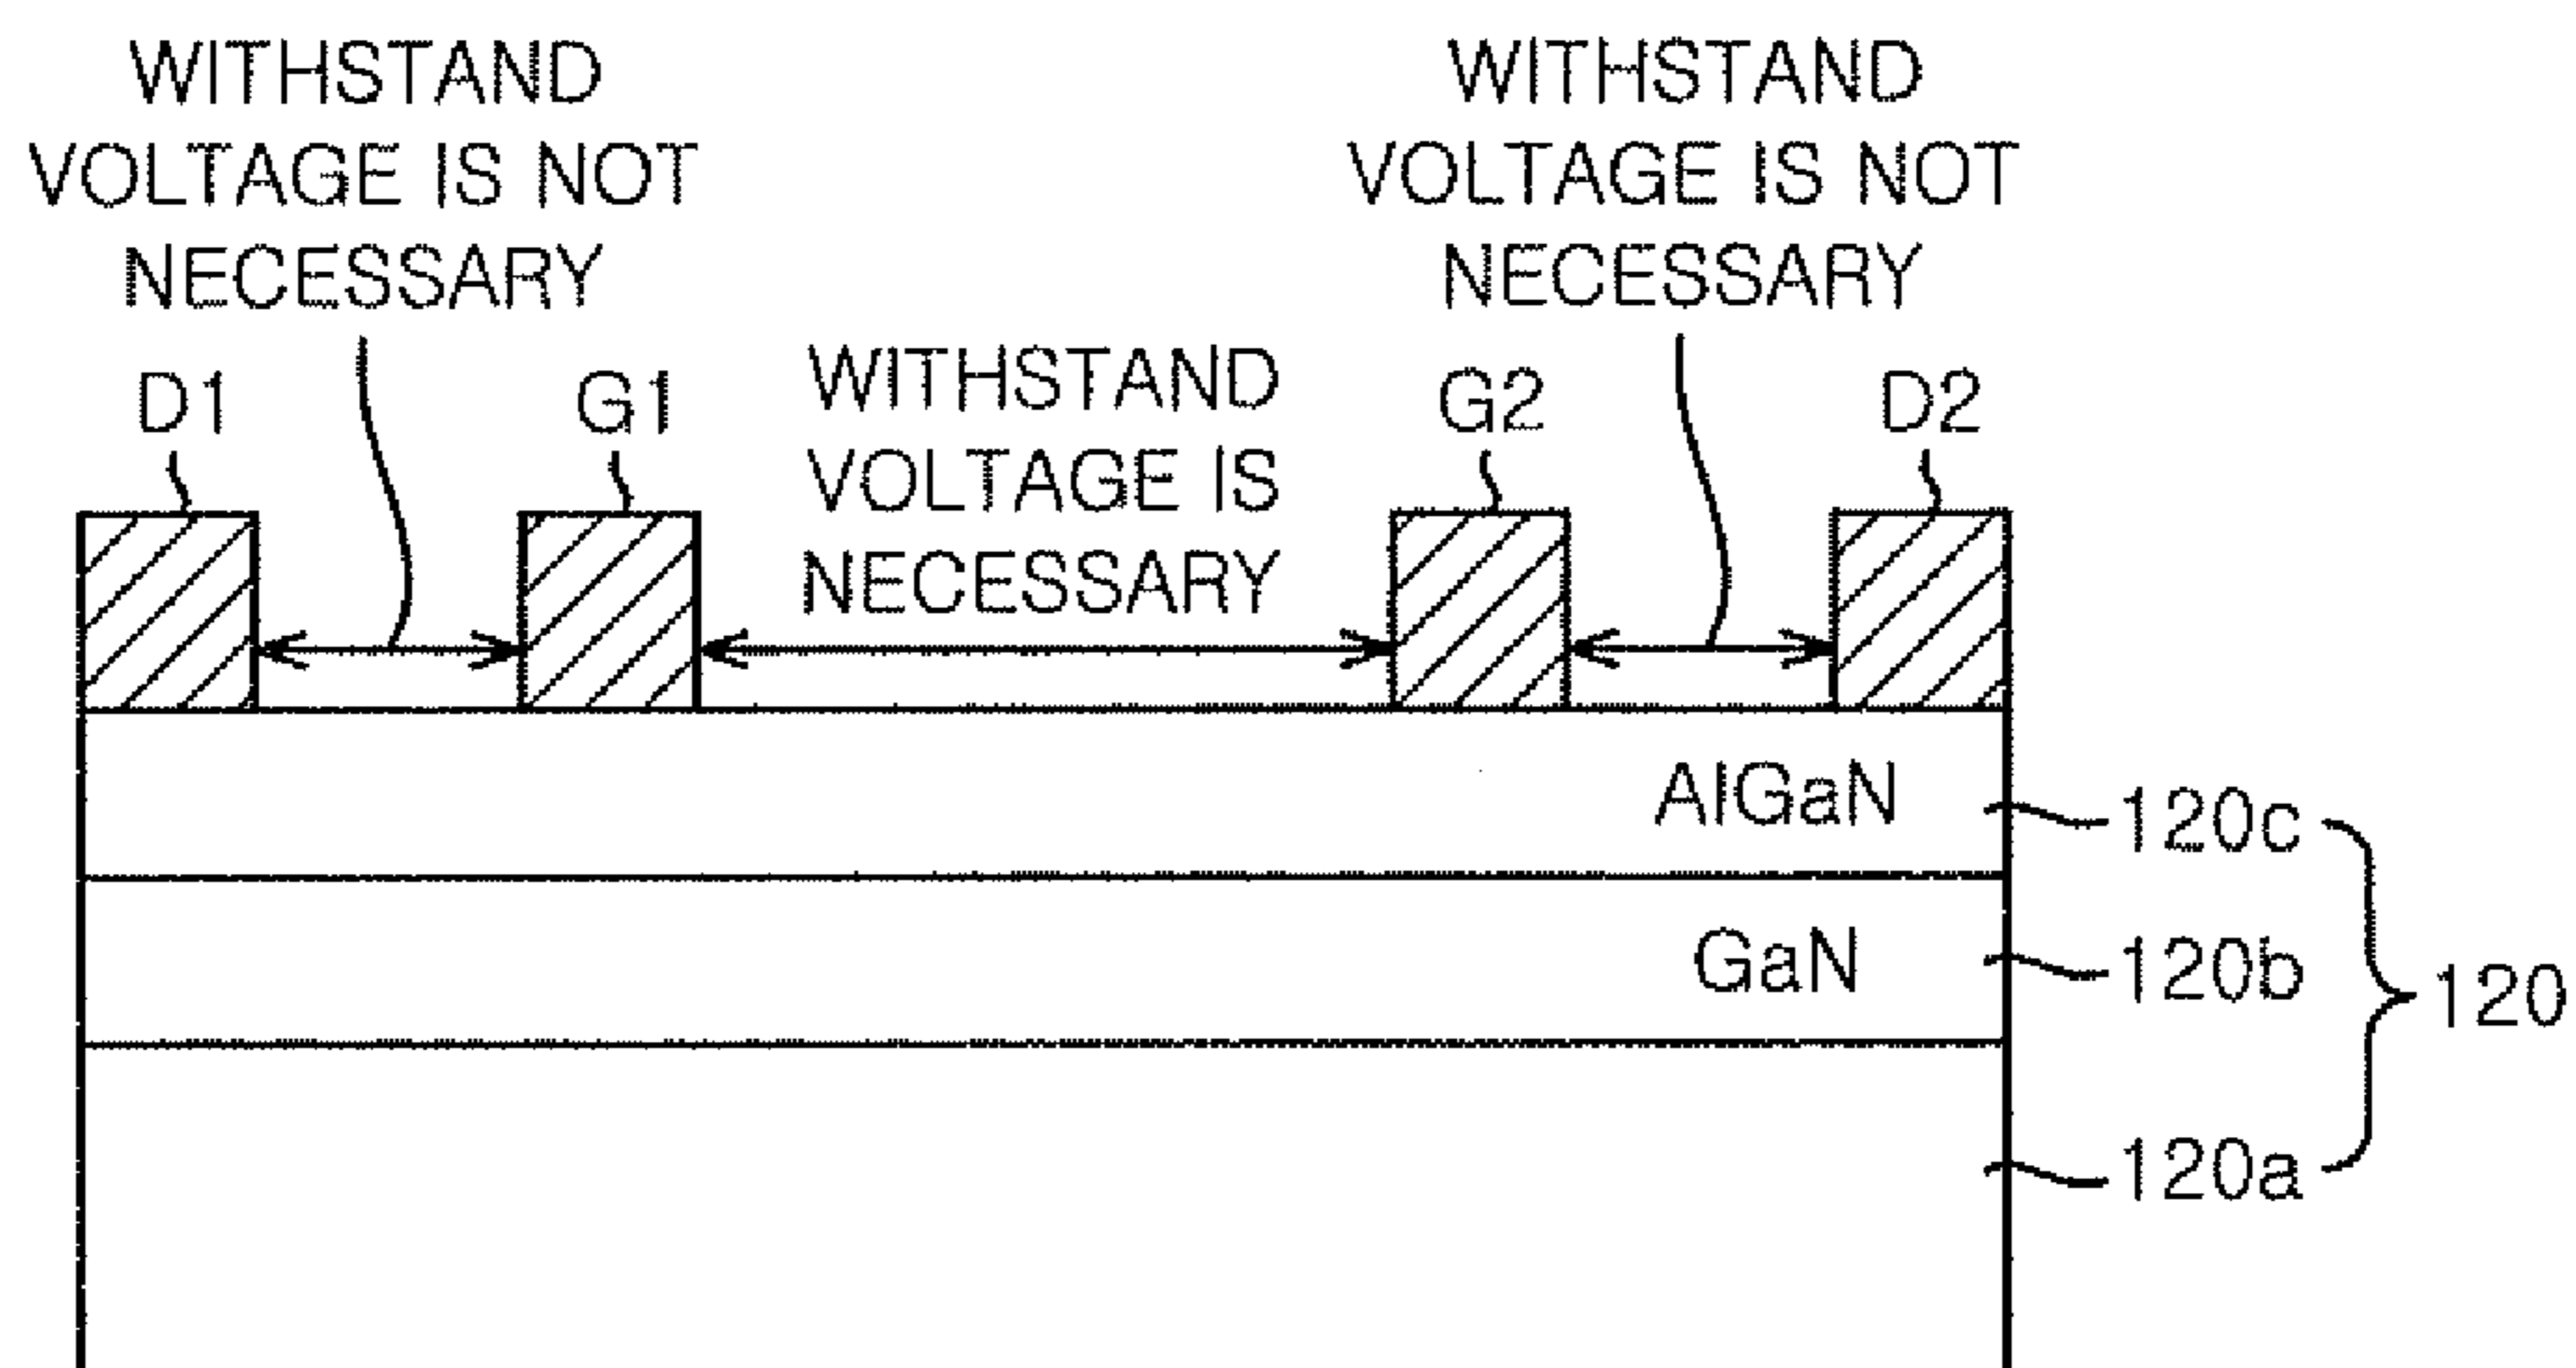 WITHSTAND
VOLTAGE IS NOT
NECESSARY
WITHSTAND
VOLTAGE IS NOT
NECESSARY
WITHSTAND
VOLTAGE IS
NECESSARY
D1
G1
G2
D2
AlGaN
120c
GaN
120b
120
120a